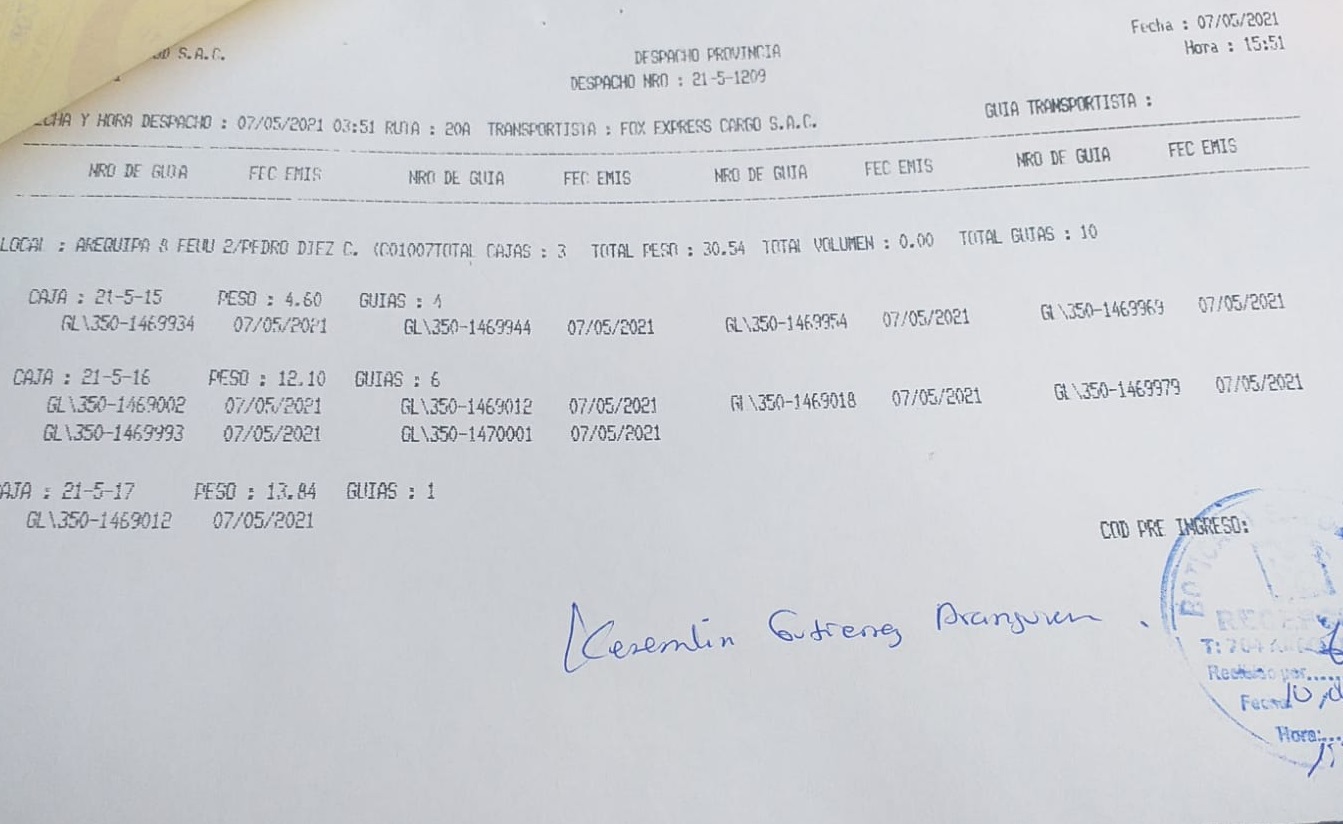 S.A.C.
DESPACHO PROVINCIA
Fecha : 07/05/2021
Hora : 15:51
DESPACHO NRO : 21-5-1209
GUIA TRANSPORTISTA :
ECHA Y HORA DESPACHO : 07/05/2021 03:51 RUTA : 20A TRANSPORTISTA : FOX EXPRESS CARGO S.A.C.
NRO DE GUIA FEC EMIS NRO DE GUIA FEC EMIS NRO DE GUIA FEC EMIS NRO DE GUIA FEC EMIS
LOCAL : AREQUIPA 8 FEVU 2/PEDRO DIEZ C. (C01007TOTAL CAJAS : 3 TOTAL PESO : 30.54 TOTAL VOLUMEN : 0.00 TOTAL GUIAS : 10
CAJA : 21-5-15 PESO : 4.60 GUIAS : 4
GL\350-1469934 07/05/2021 GL\350-1469944 07/05/2021 GL\350-1469954 07/05/2021 GL\350-1469969 07/05/2021
CAJA : 21-5-16 PESO : 12.10 GUIAS : 6
GL\350-1469002 07/05/2021 GL\350-1469012 07/05/2021 GL\350-1469018 07/05/2021 GL\350-1469979 07/05/2021
GL\350-1469993 07/05/2021 GL\350-1470001 07/05/2021
AJA : 21-5-17 PESO : 13.84 GUIAS : 1
GL\350-1469012 07/05/2021
COD PRE INGRESO:
Keremlin Gutierrez Aranguren .
Recibido por.....
Fecha:
Hora:...